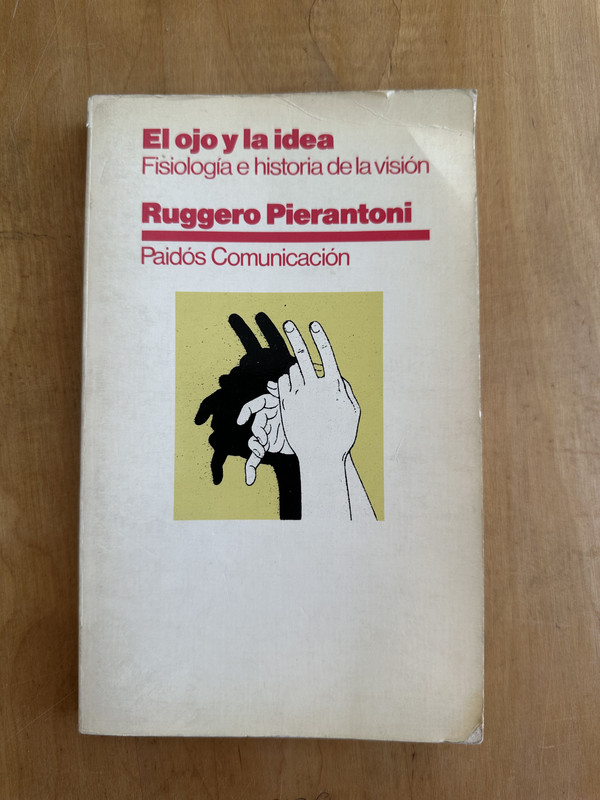 El ojo y la idea
Fisiología e historia de la visión
Ruggero Pierantoni
Paidós Comunicación